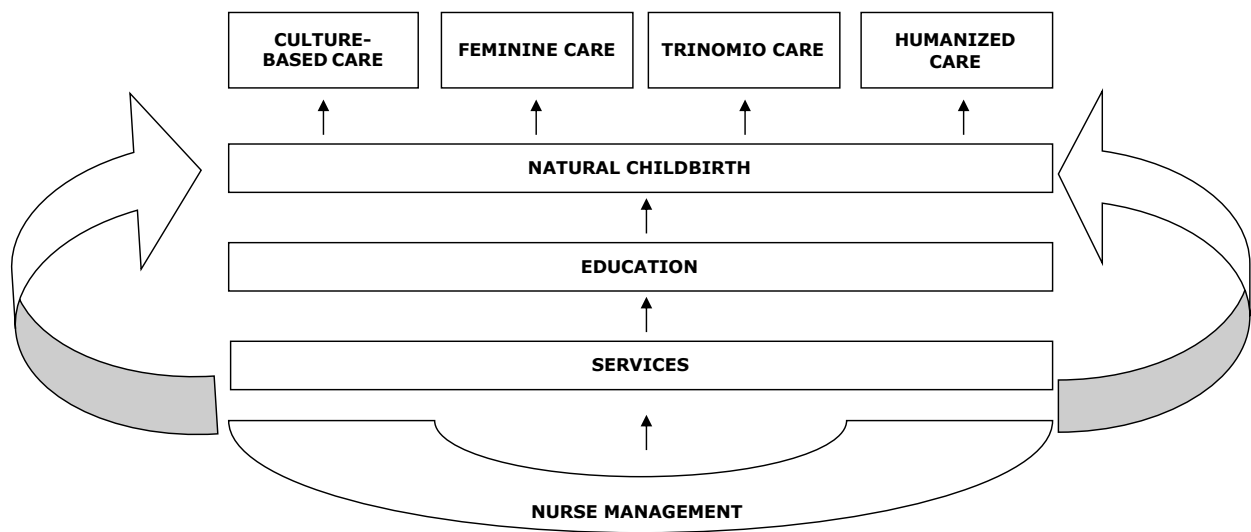 CULTURE-
BASED CARE
FEMININE CARE
TRINOMIO CARE
HUMANIZED
CARE
NATURAL CHILDBIRTH
EDUCATION
SERVICES
NURSE MANAGEMENT